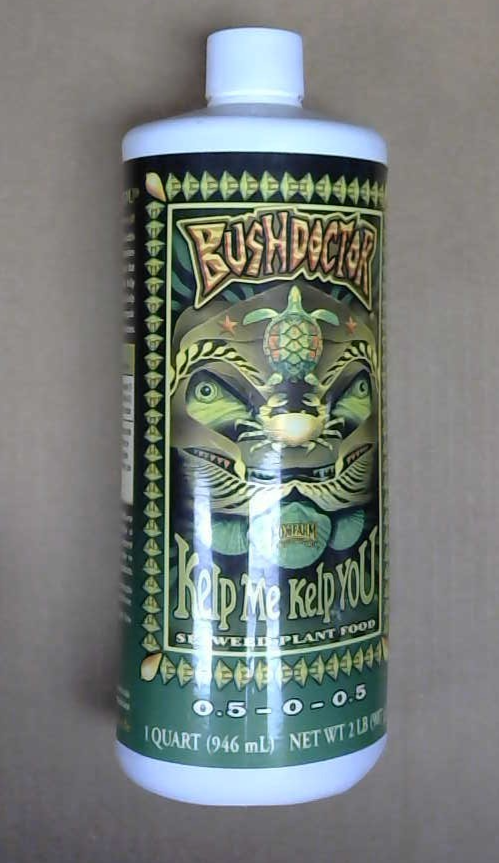 BUSHDOCTOR
Kelp Me Kelp YOU!
SEAWEED PLANT FOOD
0.5 – 0 – 0.5
1 QUART (946 mL) NET WT 2 LB